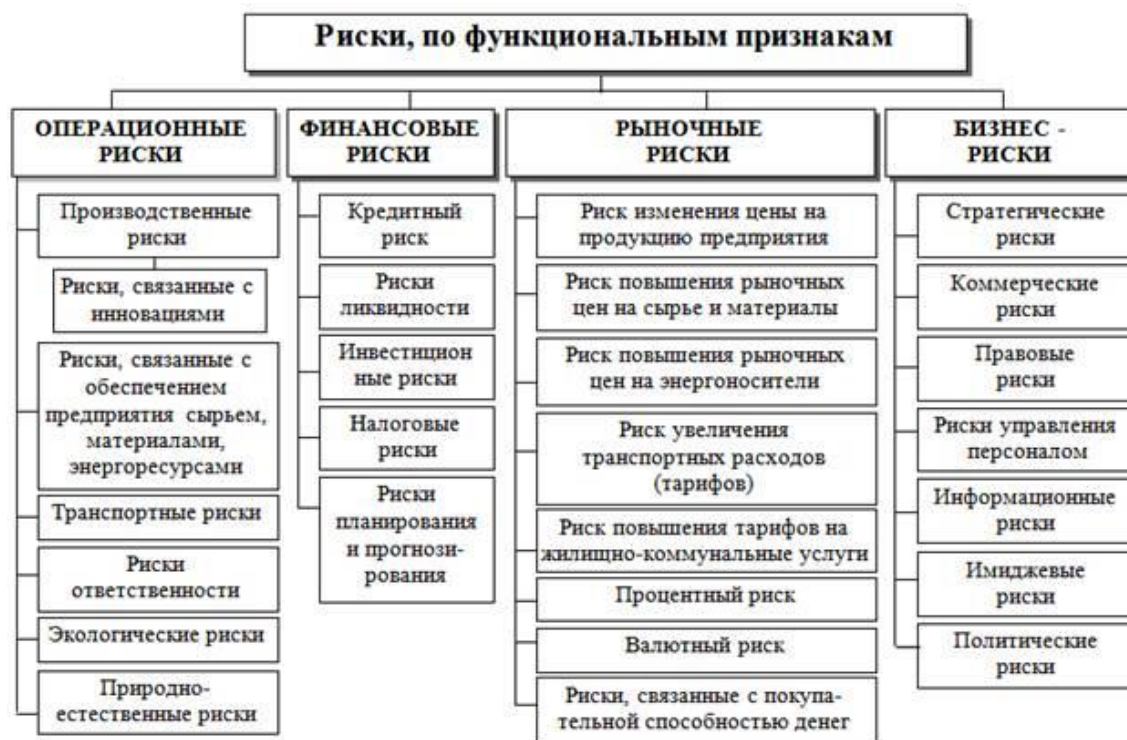 Риски, по функциональным признакам
ОПЕРАЦИОННЫЕ
РИСКИ
Производственные
риски
Риски, связанные с
инновациями
Риски, связанные с
обеспечением
предприятия сырьем,
материалами,
энергоресурсами
Транспортные риски
Риски
ответственности
Экологические риски
Природно-
естественные риски
ФИНАНСОВЫЕ
РИСКИ
Кредитный
риск
Риски
ликвидности
Инвестицион
ные риски
Налоговые
риски
Риски
планирования
и прогнози-
рования
РЫНОЧНЫЕ
РИСКИ
Риск изменения цены на
продукцию предприятия
Риск повышения рыночных
цен на сырье и материалы
Риск повышения рыночных
цен на энергоносители
Риск увеличения
транспортных расходов
(тарифов)
Риск повышения тарифов на
жилищно-коммунальные услуги
Процентный риск
Валютный риск
Риски, связанные с покупа-
тельной способностью денег
БИЗНЕС -
РИСКИ
Стратегические
риски
Коммерческие
риски
Правовые
риски
Риски управления
персоналом
Информационные
риски
Имиджевые
риски
Политические
риски